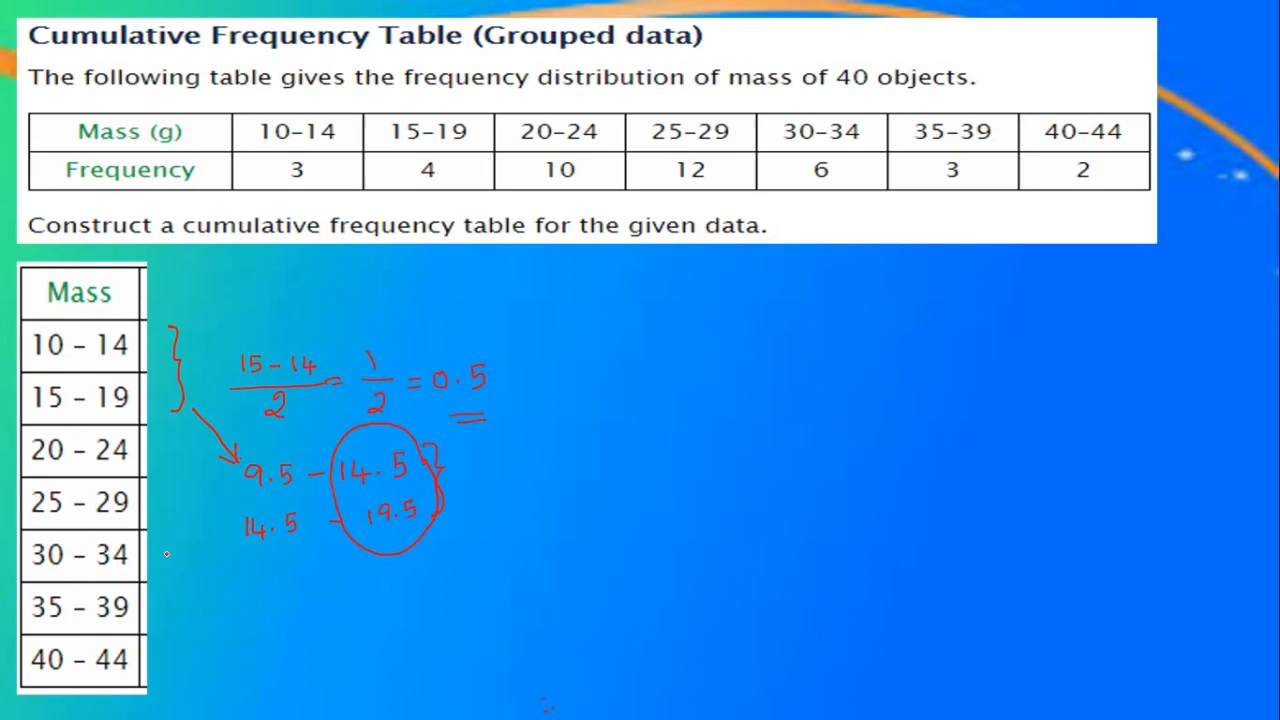 Cumulative Frequency Table (Grouped data)
The following table gives the frequency distribution of mass of 40 objects.
Mass (g) 10–14 15–19 20–24 25–29 30–34 35–39 40–44
Frequency 3 4 10 12 6 3 2
Construct a cumulative frequency table for the given data.
Mass
10 – 14
15 – 19
20 – 24
25 – 29
30 – 34
35 – 39
40 – 44
15 – 14 1
= = 0.5
2 2
9.5 – 14.5
14.5 – 19.5